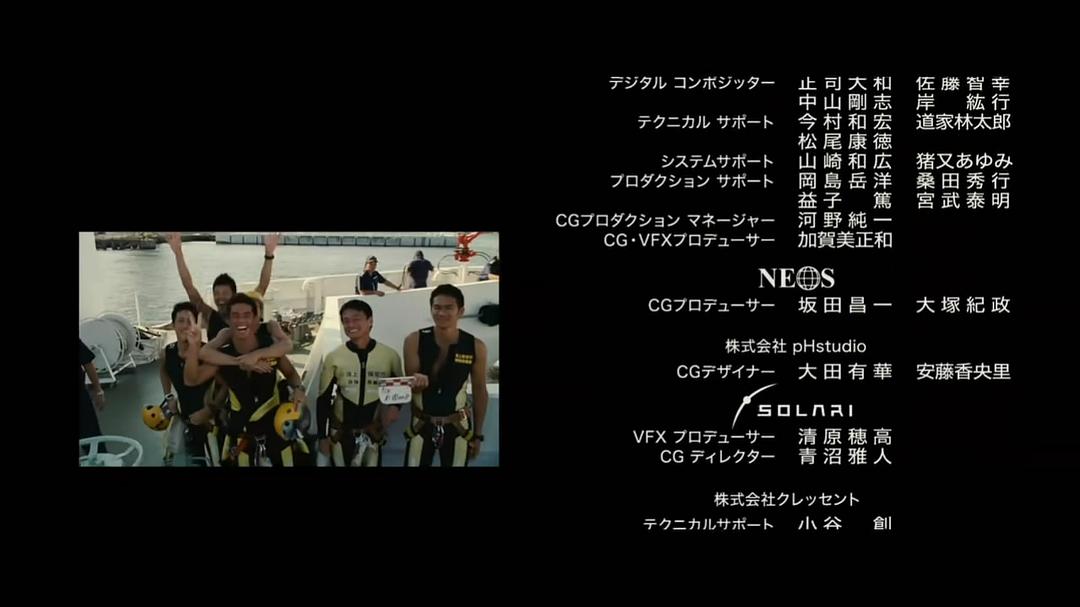 デジタル コンポジッター 正司大和 佐藤智幸
中山剛志 岸 紘行
テクニカル サポート 今村和宏 道家林太郎
松尾康徳
システムサポート 山崎和広 猪又あゆみ
プロダクション サポート 岡島岳洋 桑田秀行
益子 篤 宮武泰明
CGプロダクション マネージャー 河野純一
CG・VFXプロデューサー 加賀美正和
NEOS
CGプロデューサー 坂田昌一 大塚紀政
株式会社 pHstudio
CGデザイナー 大田有華 安藤香央里
SOLARI
VFX プロデューサー 清原穂高
CG ディレクター 青沼雅人
株式会社クレッセント
テクニカルサポート 小谷 創